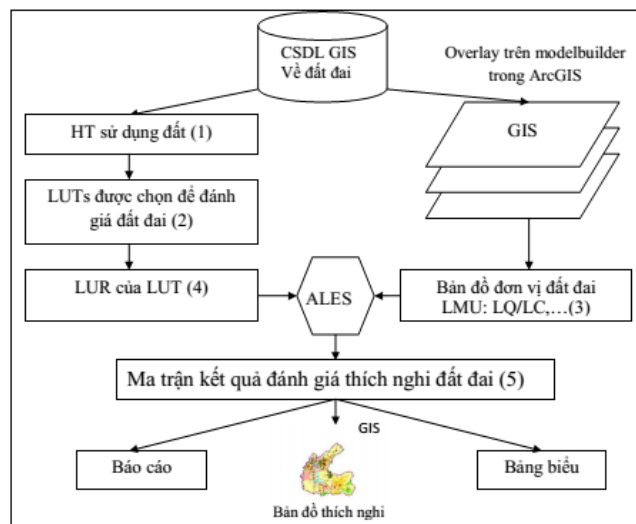 CSDL GIS
Về đất đai
Overlay trên modelbuilder
trong ArcGIS
HT sử dụng đất (1)
GIS
LUTs được chọn để đánh
giá đất đai (2)
LUR của LUT (4)
ALES
Bản đồ đơn vị đất đai
LMU: LQ/LC,…(3)
Ma trận kết quả đánh giá thích nghi đất đai (5)
GIS
Báo cáo
Bảng biểu
Bản đồ thích nghi